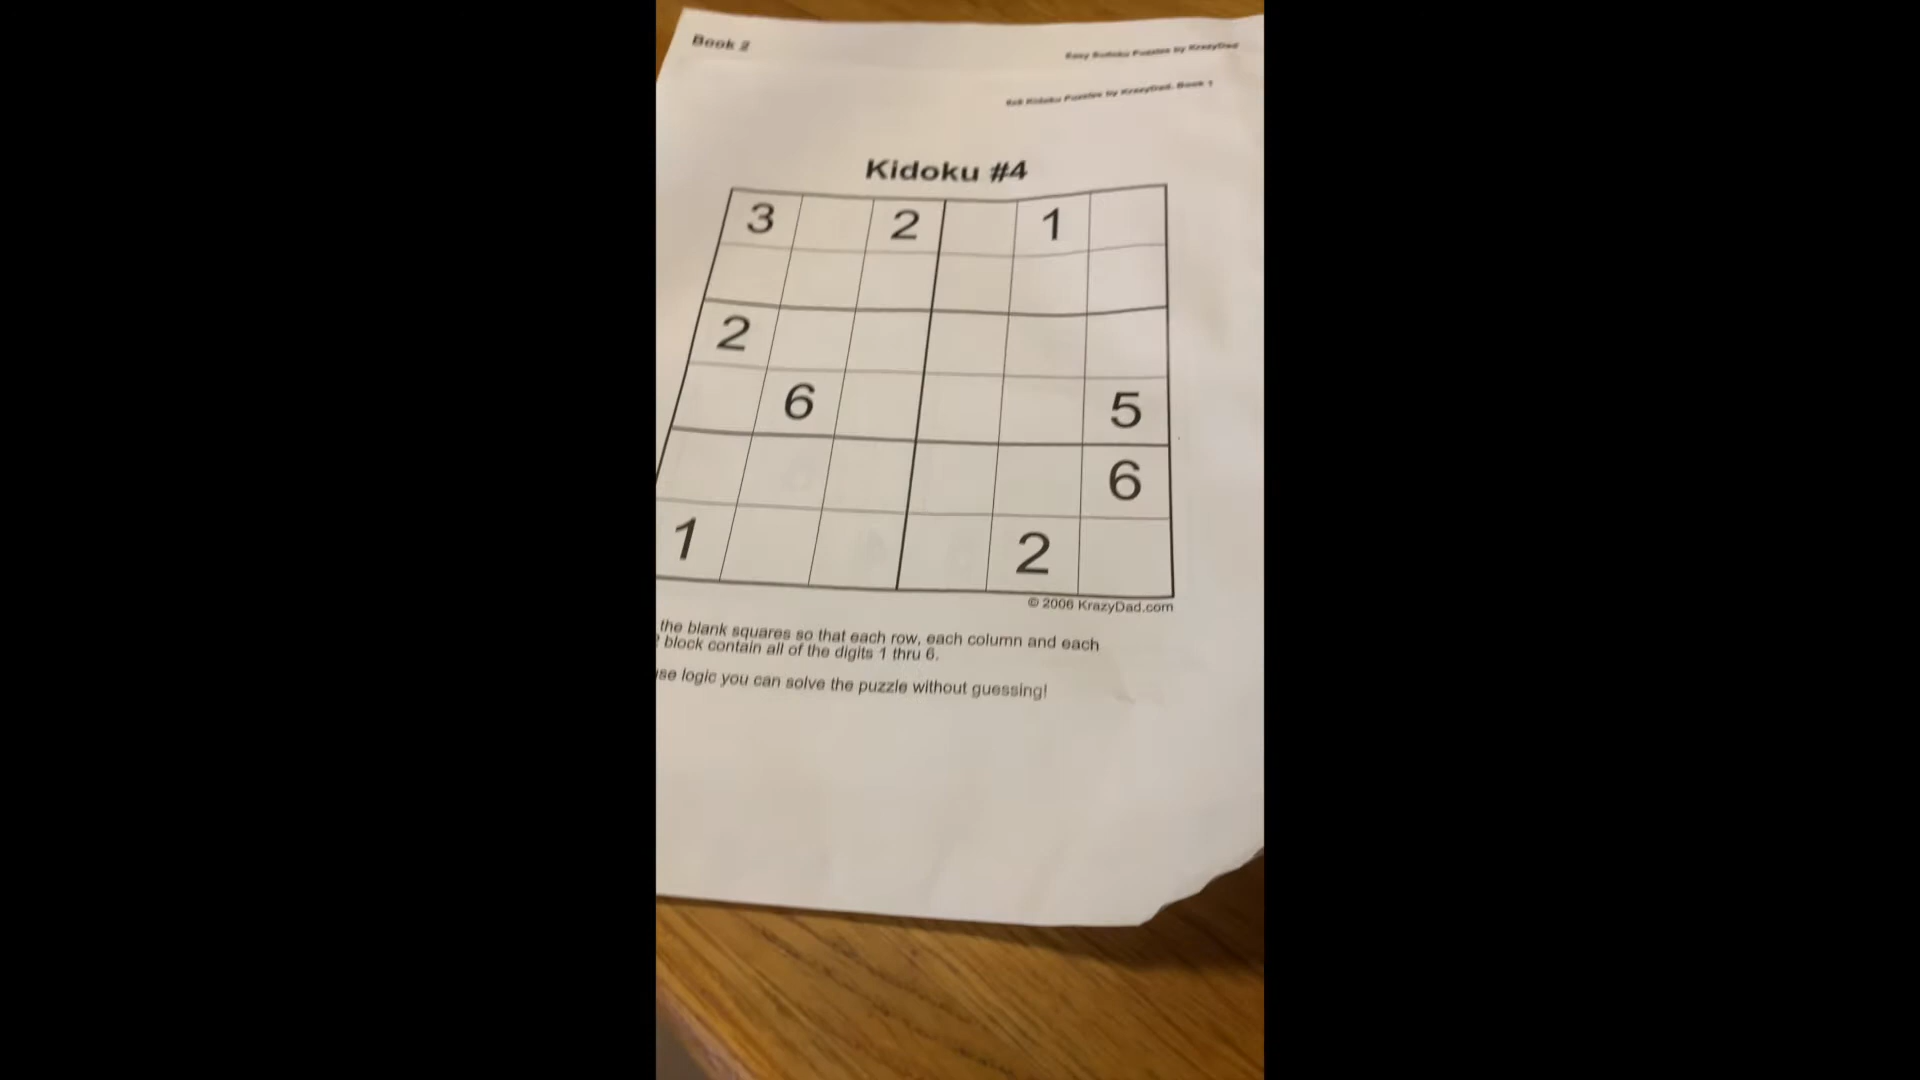 Book 2
Easy Sudoku Puzzles by KrazyDad
6x6 Kidoku Puzzles by KrazyDad, Book 1
Kidoku #4
3 2 1
2
6 5
6
1 2
© 2006 KrazyDad.com
the blank squares so that each row, each column and each
block contain all of the digits 1 thru 6.
se logic you can solve the puzzle without guessing!